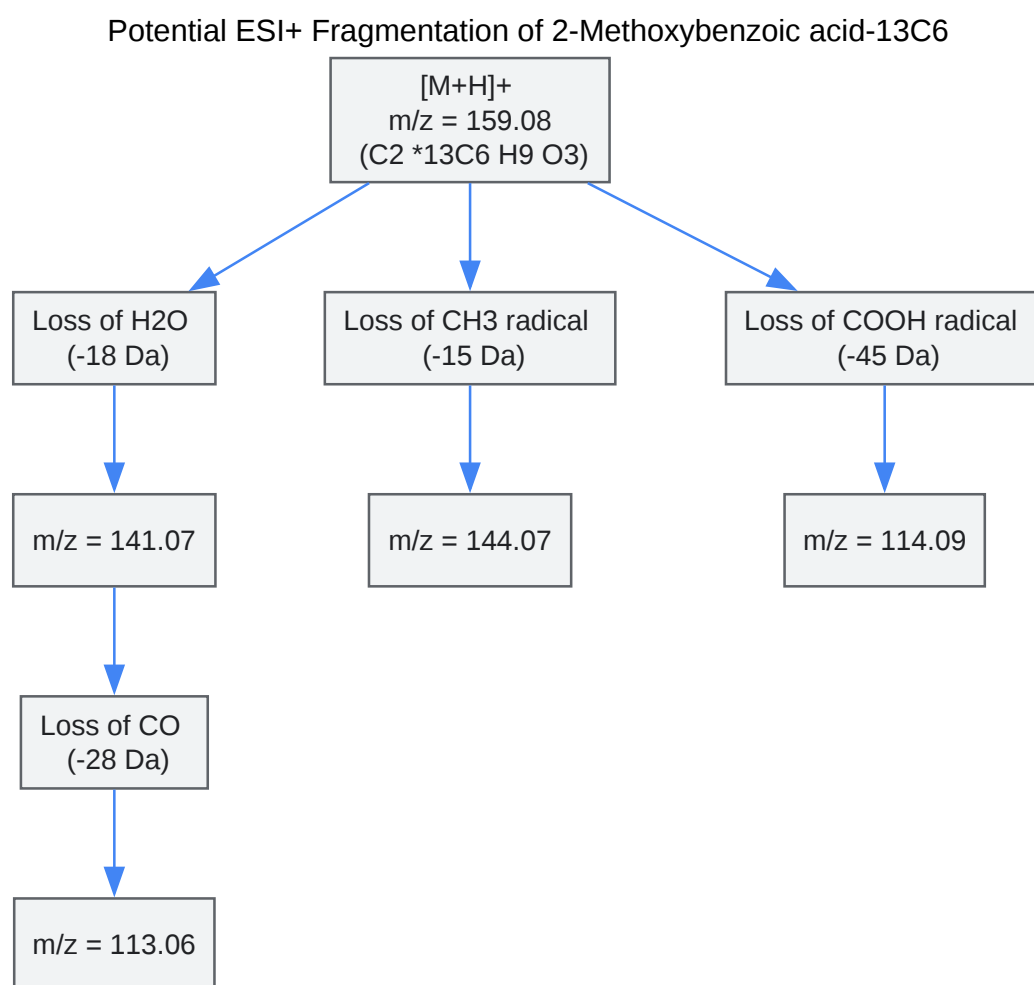 Potential ESI+ Fragmentation of 2-Methoxybenzoic acid-13C6
[M+H]+
m/z = 159.08
(C2 *13C6 H9 O3)
Loss of H2O
(-18 Da)
Loss of CH3 radical
(-15 Da)
Loss of COOH radical
(-45 Da)
m/z = 141.07
m/z = 144.07
m/z = 114.09
Loss of CO
(-28 Da)
m/z = 113.06